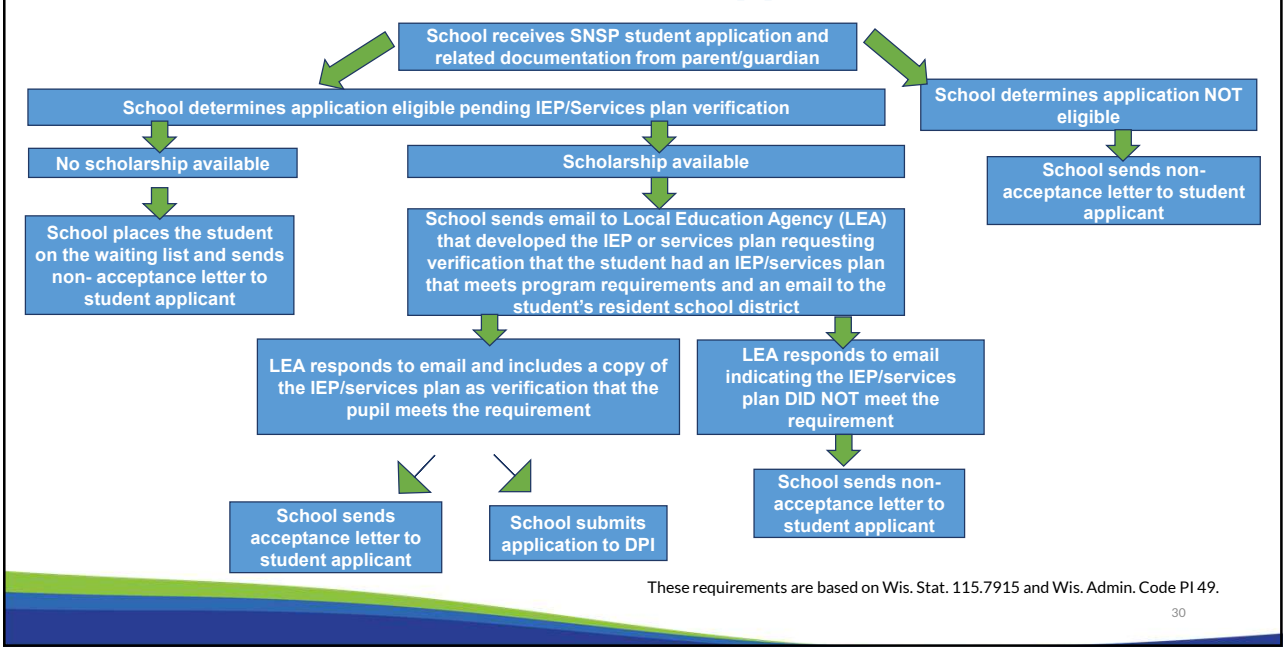 School receives SNSP student application and
related documentation from parent/guardian
School determines application eligible pending IEP/Services plan verification
School determines application NOT
eligible
No scholarship available
Scholarship available
School sends non-
acceptance letter to student
applicant
School places the student
on the waiting list and sends
non- acceptance letter to
student applicant
School sends email to Local Education Agency (LEA)
that developed the IEP or services plan requesting
verification that the student had an IEP/services plan
that meets program requirements and an email to the
student's resident school district
LEA responds to email and includes a copy of
the IEP/services plan as verification that the
pupil meets the requirement
LEA responds to email
indicating the IEP/services
plan DID NOT meet the
requirement
School sends
acceptance letter to
student applicant
School submits
application to DPI
School sends non-
acceptance letter to
student applicant
These requirements are based on Wis. Stat. 115.7915 and Wis. Admin. Code PI 49.
30